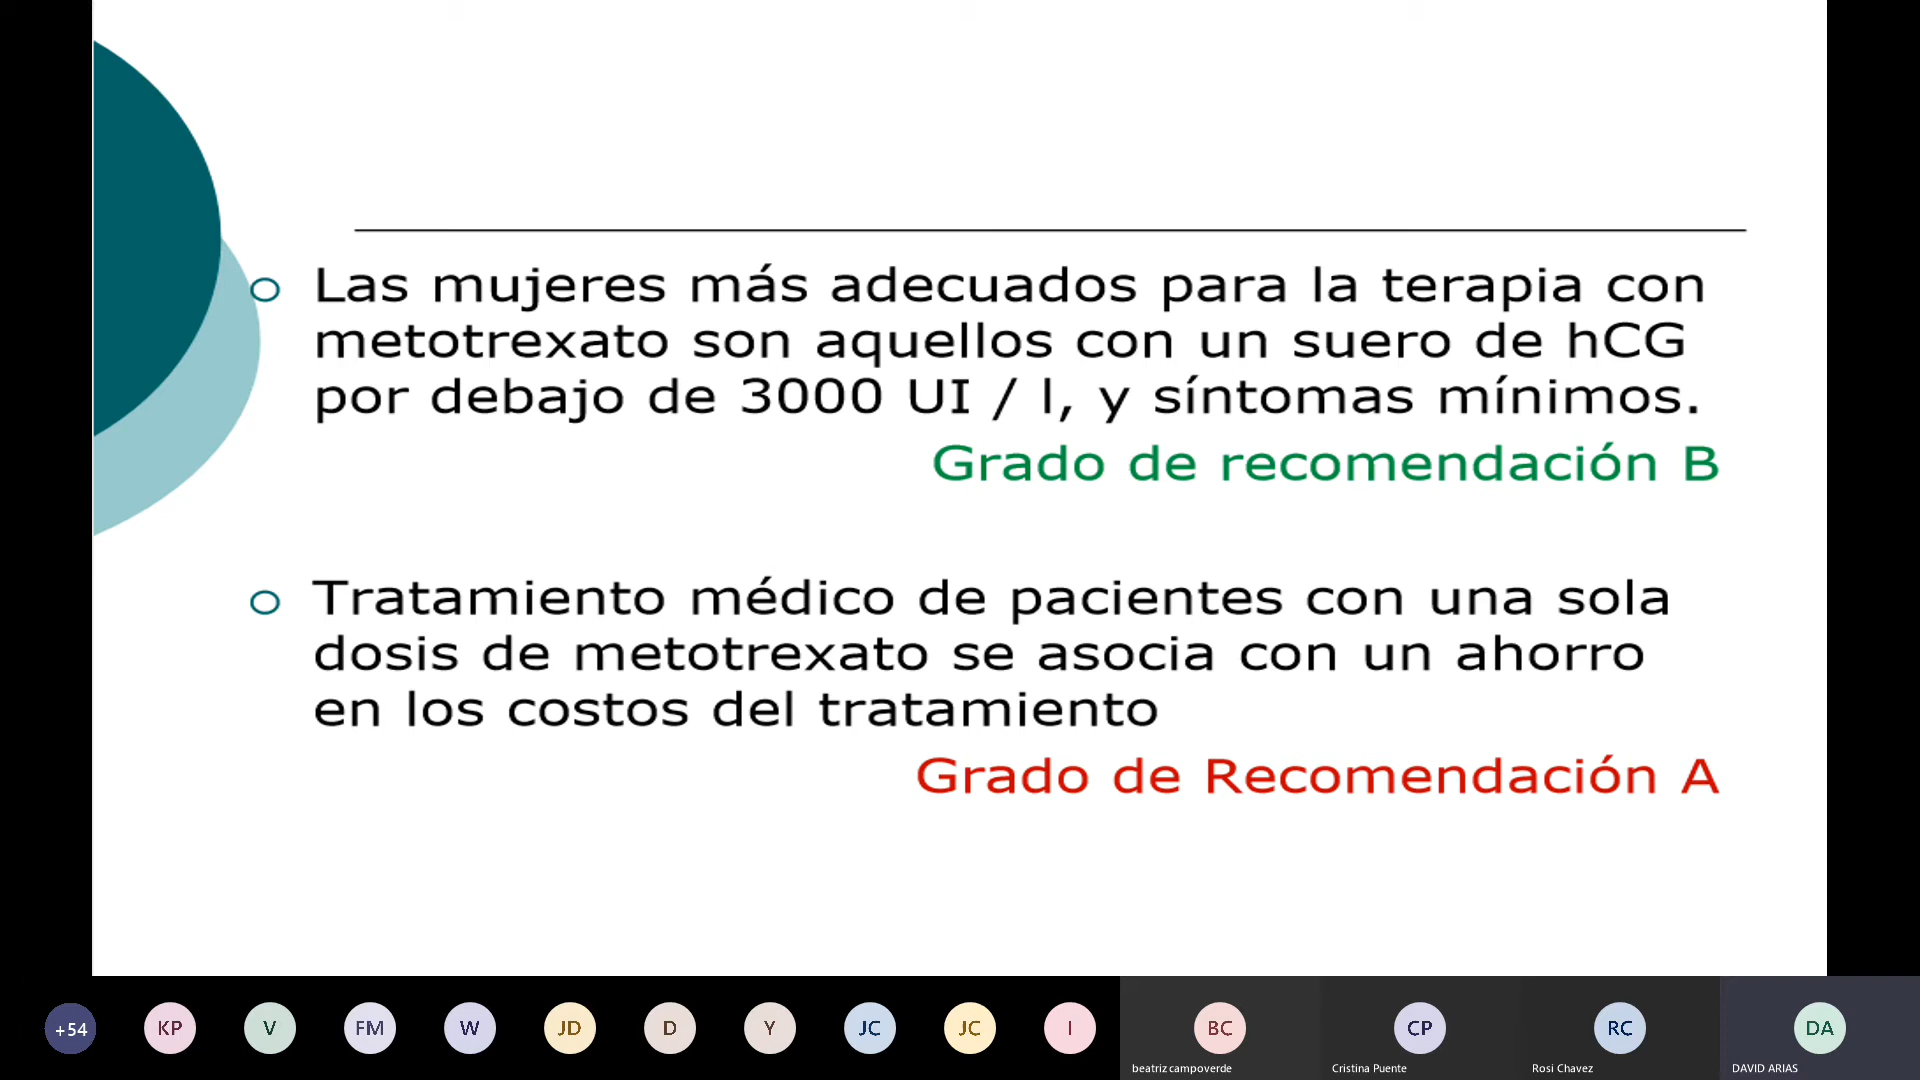 Las mujeres más adecuados para la terapia con
metotrexato son aquellos con un suero de hCG
por debajo de 3000 UI / l, y síntomas mínimos.
Grado de recomendación B
Tratamiento médico de pacientes con una sola
dosis de metotrexato se asocia con un ahorro
en los costos del tratamiento
Grado de Recomendación A
+54 KP V FM W JD D Y JC JC I BC CP RC DA
beatriz campoverde Cristina Puente Rosi Chavez DAVID ARIAS